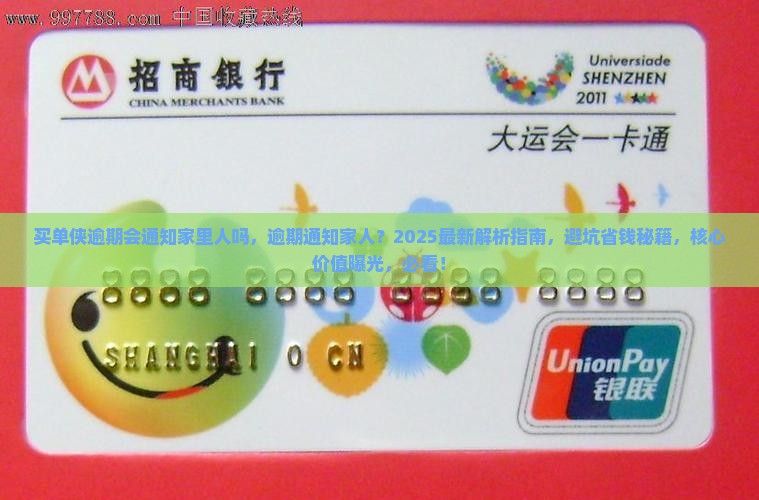 www.997788.com 中国收藏热线
招商银行
CHINA MERCHANTS BANK
Universiade
SHENZHEN
2011
大运会一卡通
买单侠逾期会通知家里人吗，逾期通知家人？2025最新解析指南，避坑省钱秘籍，核心
价值曝光，必看！
8888 8888 8888 8888
SHANGHAI 0 CN
UnionPay
银联